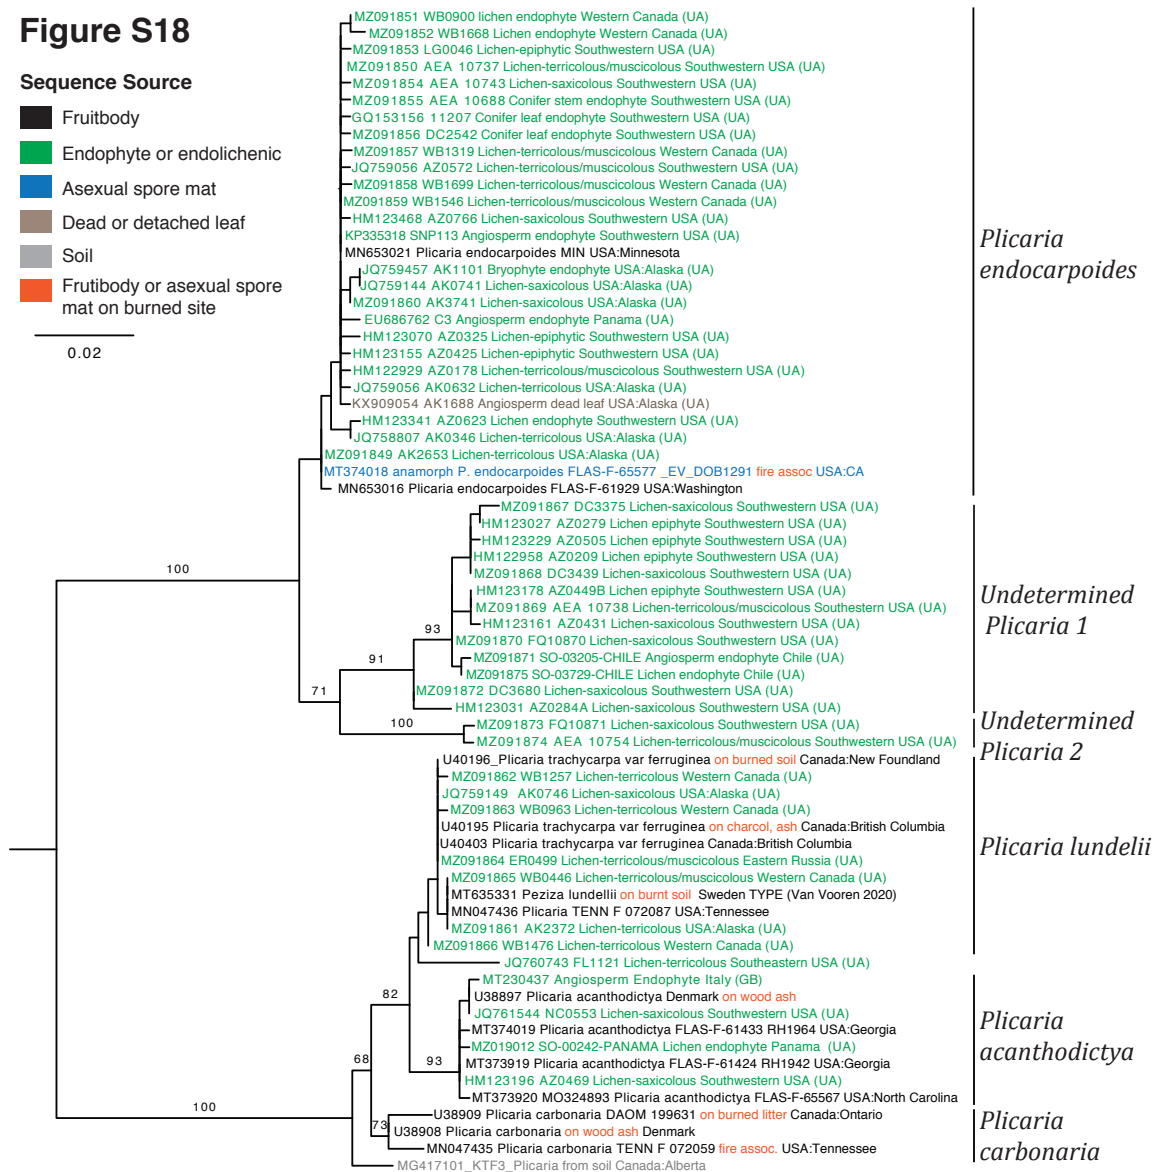 Figure S18
Sequence Source
Fruitbody
Endophyte or endolichenic
Asexual spore mat
Dead or detached leaf
Soil
Frutibody or asexual spore
mat on burned site
0.02
MZ091851 WB0900 lichen endophyte Western Canada (UA)
MZ091852 WB1668 Lichen endophyte Western Canada (UA)
MZ091853 LG0046 Lichen-epiphytic Southwestern USA (UA)
MZ091850 AEA 10737 Lichen-terricolous/muscicolous Southwestern USA (UA)
MZ091854 AEA 10743 Lichen-saxicolous Southwestern USA (UA)
MZ091855 AEA 10688 Conifer stem endophyte Southwestern USA (UA)
GQ153156 11207 Conifer leaf endophyte Southwestern USA (UA)
MZ091856 DC2542 Conifer leaf endophyte Southwestern USA (UA)
MZ091857 WB1319 Lichen-terricolous/muscicolous Western Canada (UA)
JQ759056 AZ0572 Lichen-terricolous/muscicolous Southwestern USA (UA)
MZ091858 WB1699 Lichen-terricolous/muscicolous Western Canada (UA)
MZ091859 WB1546 Lichen-terricolous/muscicolous Western Canada (UA)
HM123468 AZ0766 Lichen-saxicolous Southwestern USA (UA)
KP335318 SNP113 Angiosperm endophyte Southwestern USA (UA)
MN653021 Plicaria endocarpoides MIN USA:Minnesota
JQ759457 AK1101 Bryophyte endophyte USA:Alaska (UA)
JQ759144 AK0741 Lichen-saxicolous USA:Alaska (UA)
MZ091860 AK3741 Lichen-saxicolous USA:Alaska (UA)
EU686762 C3 Angiosperm endophyte Panama (UA)
HM123070 AZ0325 Lichen-epiphytic Southwestern USA (UA)
HM123155 AZ0425 Lichen-epiphytic Southwestern USA (UA)
HM122929 AZ0178 Lichen-terricolous/muscicolous Southwestern USA (UA)
JQ759056 AK0632 Lichen-terricolous USA:Alaska (UA)
KX909054 AK1688 Angiosperm dead leaf USA:Alaska (UA)
HM123341 AZ0623 Lichen endophyte Southwestern USA (UA)
JQ758807 AK0346 Lichen-terricolous USA:Alaska (UA)
MZ091849 AK2653 Lichen-terricolous USA:Alaska (UA)
MT374018 anamorph P. endocarpoides FLAS-F-65577 _EV_DOB1291 fire assoc USA:CA
MN653016 Plicaria endocarpoides FLAS-F-61929 USA:Washington
Plicaria
endocarpoides
MZ091867 DC3375 Lichen-saxicolous Southwestern USA (UA)
HM123027 AZ0279 Lichen epiphyte Southwestern USA (UA)
HM123229 AZ0505 Lichen epiphyte Southwestern USA (UA)
HM122958 AZ0209 Lichen epiphyte Southwestern USA (UA)
MZ091868 DC3439 Lichen-saxicolous Southwestern USA (UA)
HM123178 AZ0449B Lichen epiphyte Southwestern USA (UA)
MZ091869 AEA 10738 Lichen-terricolous/muscicolous Southestern USA (UA)
HM123161 AZ0431 Lichen-saxicolous Southwestern USA (UA)
MZ091870 FQ10870 Lichen-saxicolous Southwestern USA (UA)
MZ091871 SO-03205-CHILE Angiosperm endophyte Chile (UA)
MZ091875 SO-03729-CHILE Lichen endophyte Chile (UA)
MZ091872 DC3680 Lichen-saxicolous Southwestern USA (UA)
HM123031 AZ0284A Lichen-saxicolous Southwestern USA (UA)
Undetermined
Plicaria 1
MZ091873 FQ10871 Lichen-saxicolous Southwestern USA (UA)
MZ091874 AEA 10754 Lichen-terricolous/muscicolous Southwestern USA (UA)
Undetermined
Plicaria 2
U40196_Plicaria trachycarpa var ferruginea on burned soil Canada:New Foundland
MZ091862 WB1257 Lichen-terricolous Western Canada (UA)
JQ759149 AK0746 Lichen-saxicolous USA:Alaska (UA)
MZ091863 WB0963 Lichen-terricolous Western Canada (UA)
U40195 Plicaria trachycarpa var ferruginea on charcol, ash Canada:British Columbia
U40403 Plicaria trachycarpa var ferruginea Canada:British Columbia
MZ091864 ER0499 Lichen-terricolous/muscicolous Eastern Russia (UA)
MZ091865 WB0446 Lichen-terricolous/muscicolous Western Canada (UA)
MT635331 Peziza lundellii on burnt soil Sweden TYPE (Van Vooren 2020)
MN047436 Plicaria TENN F 072087 USA:Tennessee
MZ091861 AK2372 Lichen-terricolous USA:Alaska (UA)
MZ091866 WB1476 Lichen-terricolous Western Canada (UA)
JQ760743 FL1121 Lichen-terricolous Southeastern USA (UA)
Plicaria lundelii
MT230437 Angiosperm Endophyte Italy (GB)
U38897 Plicaria acanthodictya Denmark on wood ash
JQ761544 NC0553 Lichen-saxicolous Southwestern USA (UA)
MT374019 Plicaria acanthodictya FLAS-F-61433 RH1964 USA:Georgia
MZ019012 SO-00242-PANAMA Lichen endophyte Panama (UA)
MT373919 Plicaria acanthodictya FLAS-F-61424 RH1942 USA:Georgia
HM123196 AZ0469 Lichen-saxicolous Southwestern USA (UA)
MT373920 MO324893 Plicaria acanthodictya FLAS-F-65567 USA:North Carolina
Plicaria
acanthodictya
U38909 Plicaria carbonaria DAOM 199631 on burned litter Canada:Ontario
U38908 Plicaria carbonaria on wood ash Denmark
MN047435 Plicaria carbonaria TENN F 072059 fire assoc. USA:Tennessee
MG417101_KTF3_Plicaria from soil Canada:Alberta
Plicaria
carbonaria
100
93
91
71
100
82
93
68
73
100